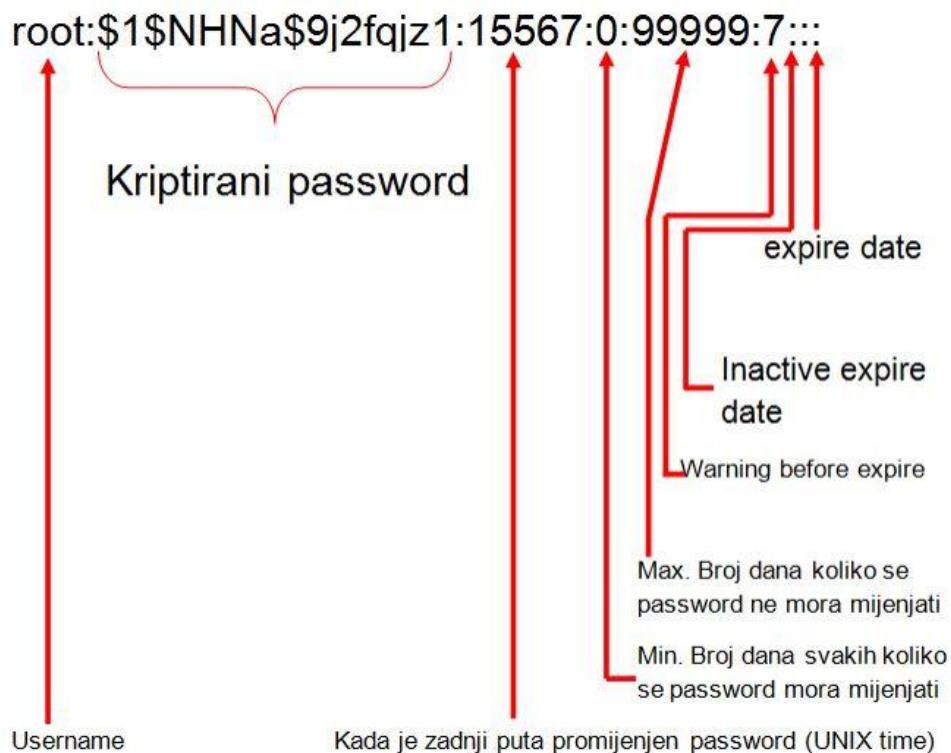 root:$1$NHNa$9j2fqjz1:15567:0:99999:7:::
Kriptirani password
expire date
Inactive expire
date
Warning before expire
Max. Broj dana koliko se
password ne mora mijenjati
Min. Broj dana svakih koliko
se password mora mijenjati
Username
Kada je zadnji puta promijenjen password (UNIX time)